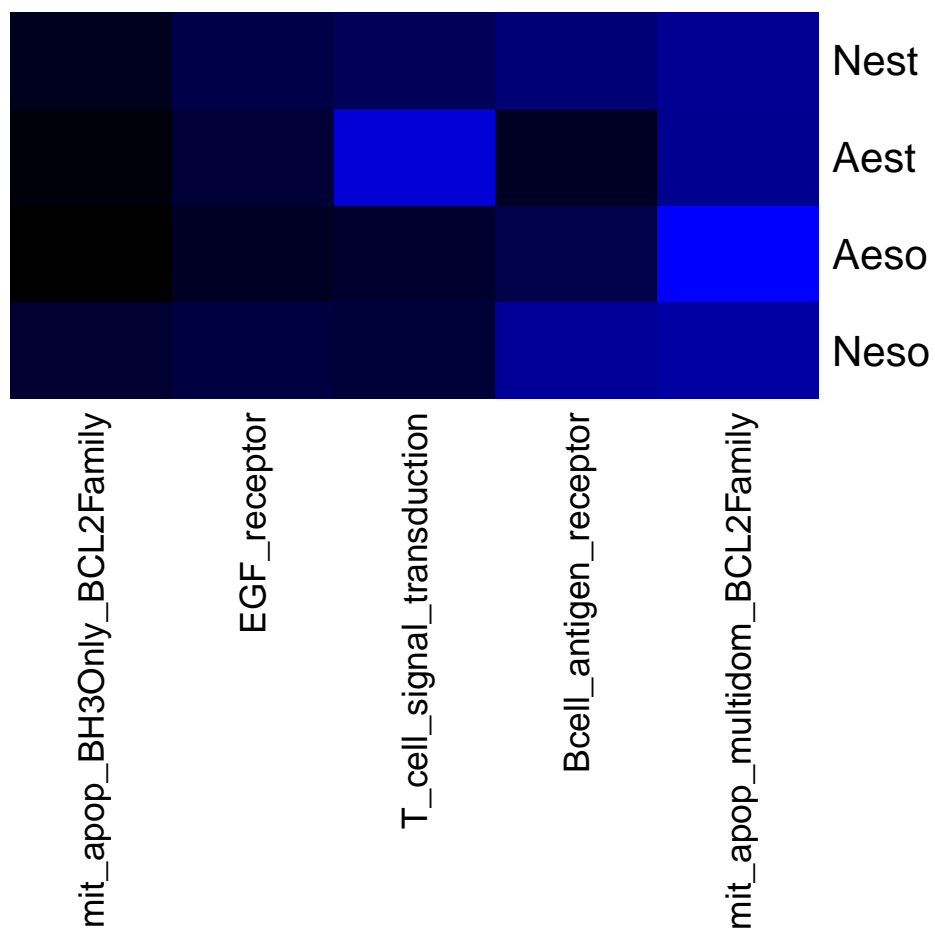 Nest
Aest
Aeso
Neso
mit_apop_BH3Only_BCL2Family
EGF_receptor
T_cell_signal_transduction
Bcell_antigen_receptor
mit_apop_multidom_BCL2Family